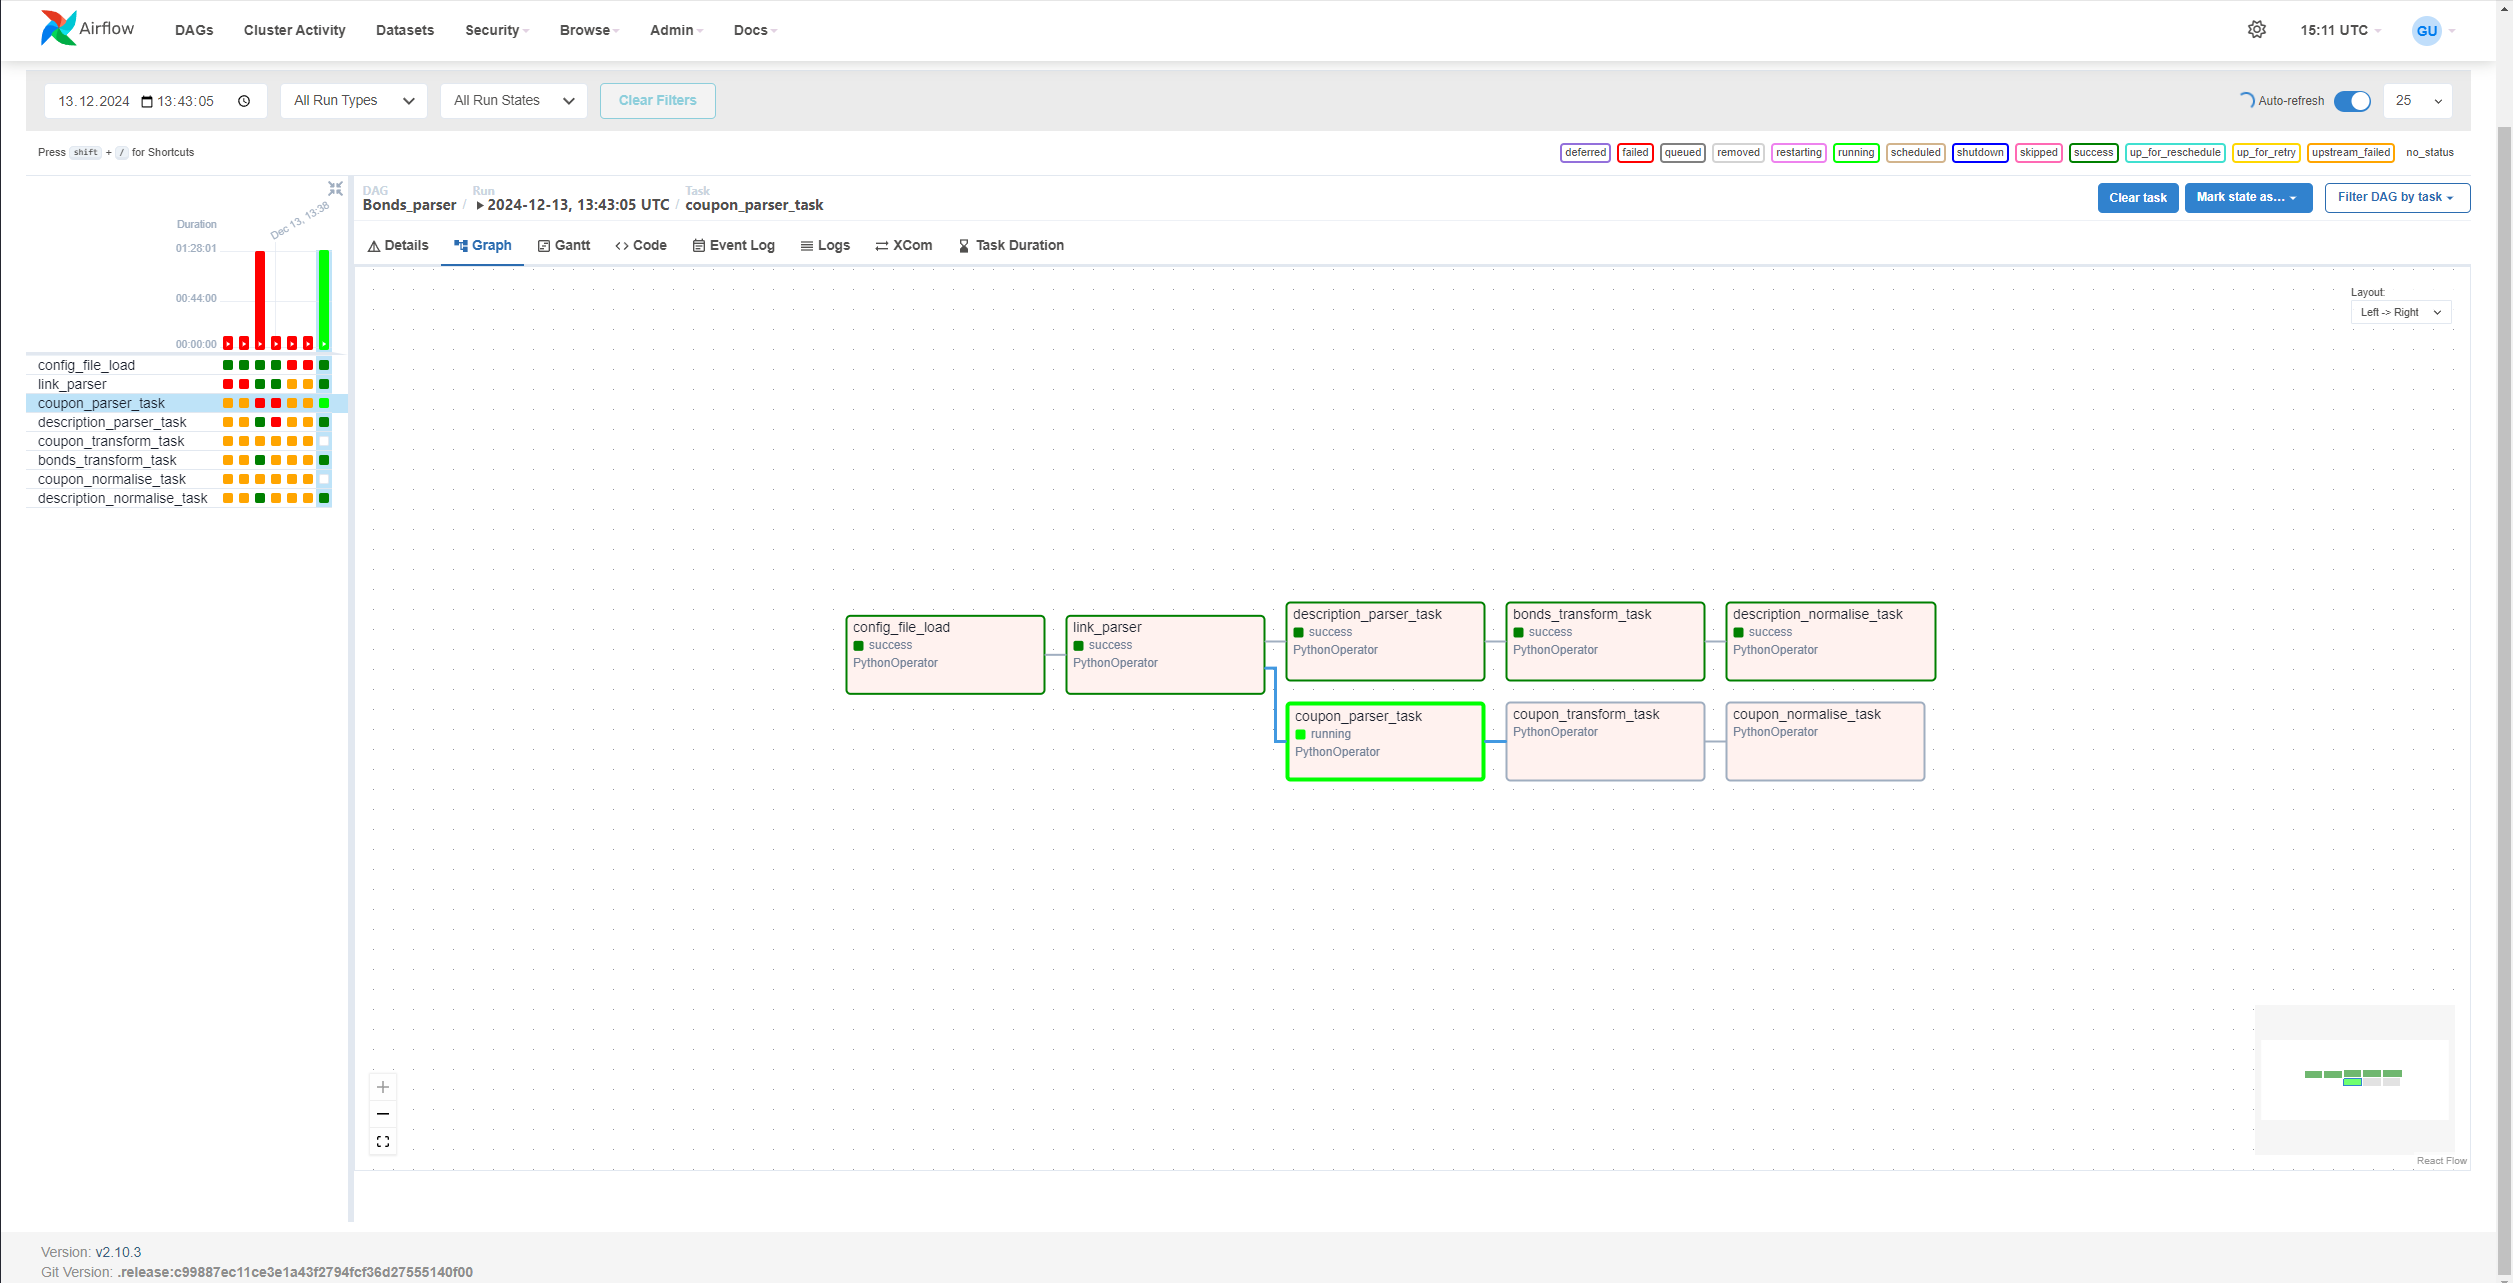 Airflow DAGs Cluster Activity Datasets Security Browse Admin Docs 15:11 UTC GU
13.12.2024 13:43:05 All Run Types All Run States Clear Filters Auto-refresh 25
Press shift + / for Shortcuts deferred failed queued removed restarting running scheduled shutdown skipped success up_for_reschedule up_for_retry upstream_failed no_status
DAG Run Task
Bonds_parser / 2024-12-13, 13:43:05 UTC / coupon_parser_task
Clear task Mark state as... Filter DAG by task
Details Graph Gantt Code Event Log Logs XCom Task Duration
Duration
Dec 13, 13:38
01:28:01
00:44:00
00:00:00
config_file_load
link_parser
coupon_parser_task
description_parser_task
coupon_transform_task
bonds_transform_task
coupon_normalise_task
description_normalise_task
Layout:
Left -> Right
config_file_load
success
PythonOperator
link_parser
success
PythonOperator
description_parser_task
success
PythonOperator
bonds_transform_task
success
PythonOperator
description_normalise_task
success
PythonOperator
coupon_parser_task
running
PythonOperator
coupon_transform_task
PythonOperator
coupon_normalise_task
PythonOperator
React Flow
Version: v2.10.3
Git Version: .release:c99887ec11ce3e1a43f2794fcf36d27555140f00